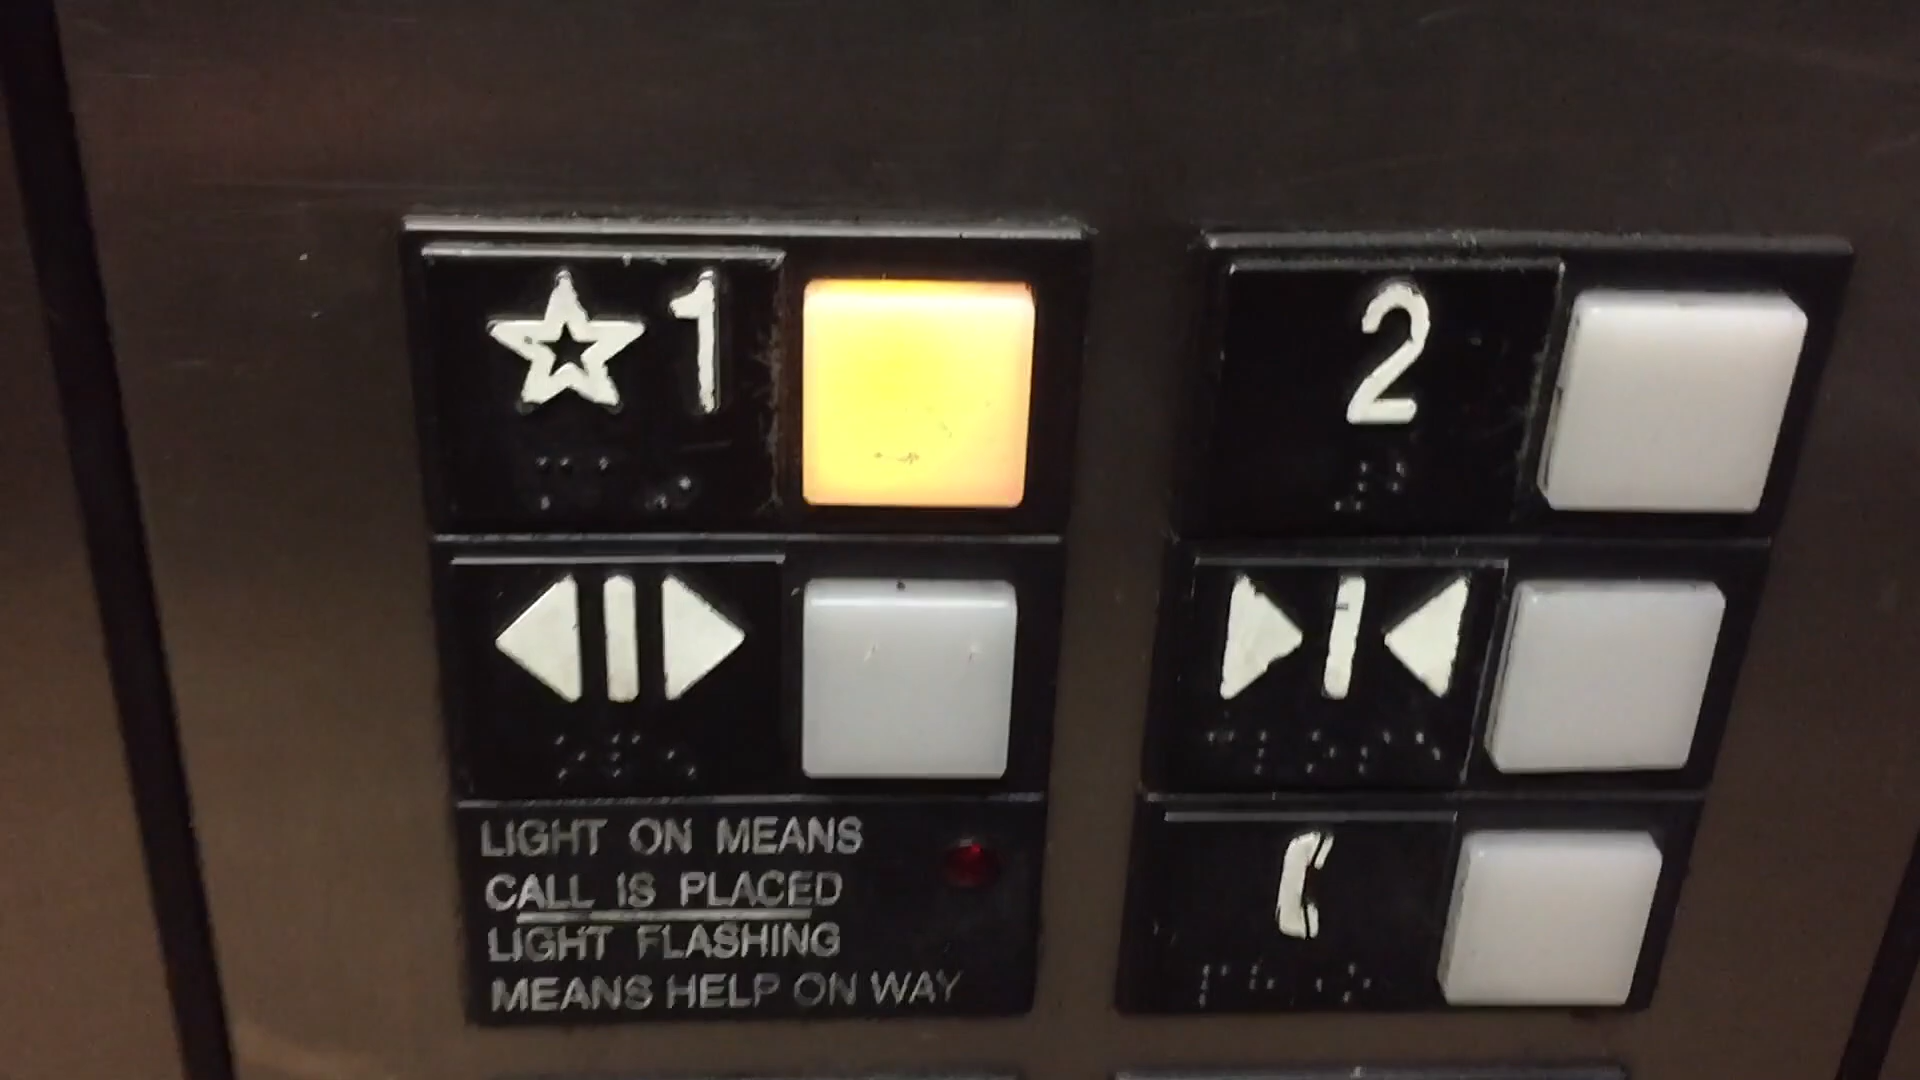 ☆1
2
LIGHT ON MEANS
CALL IS PLACED
LIGHT FLASHING
MEANS HELP ON WAY